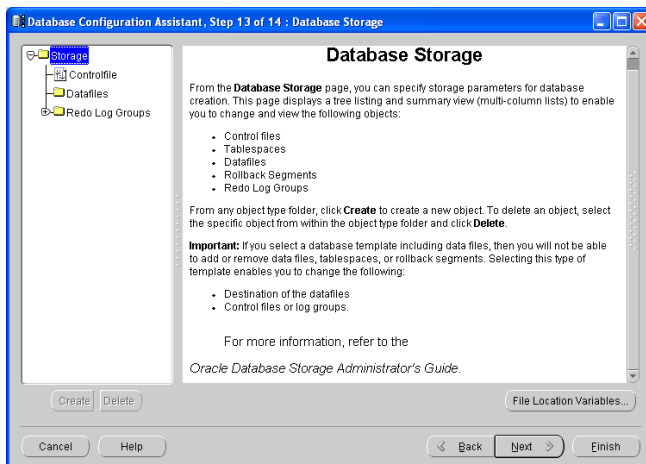 Database Configuration Assistant, Step 13 of 14 : Database Storage
Storage
Controlfile
Datafiles
Redo Log Groups
Database Storage
From the Database Storage page, you can specify storage parameters for database
creation. This page displays a tree listing and summary view (multi-column lists) to enable
you to change and view the following objects:
• Control files
• Tablespaces
• Datafiles
• Rollback Segments
• Redo Log Groups
From any object type folder, click Create to create a new object. To delete an object, select
the specific object from within the object type folder and click Delete.
Important: If you select a database template including data files, then you will not be able
to add or remove data files, tablespaces, or rollback segments. Selecting this type of
template enables you to change the following:
• Destination of the datafiles
• Control files or log groups.
For more information, refer to the
Oracle Database Storage Administrator's Guide.
Create Delete
File Location Variables...
Cancel Help Back Next Finish